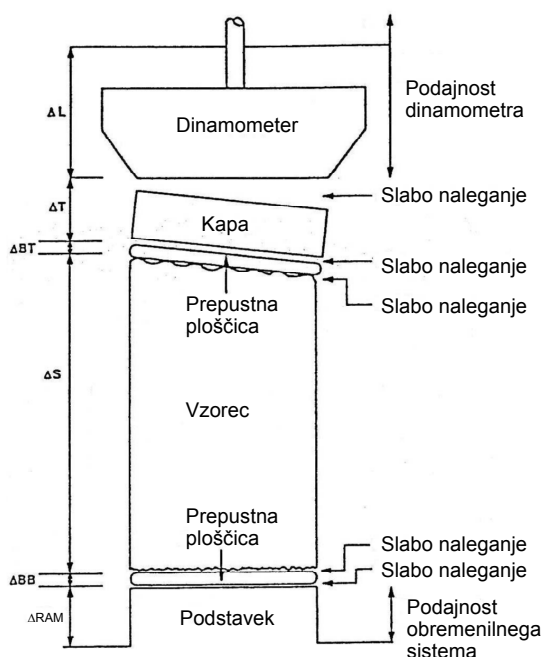 Podajnost
dinamometra
ΔL
Dinamometer
ΔT
Slabo naleganje
Kapa
ΔBT
Slabo naleganje
Slabo naleganje
Prepustna
ploščica
ΔS
Vzorec
Prepustna
ploščica
Slabo naleganje
ΔBB
Slabo naleganje
ΔRAM
Podstavek
Podajnost
obremenilnega
sistema